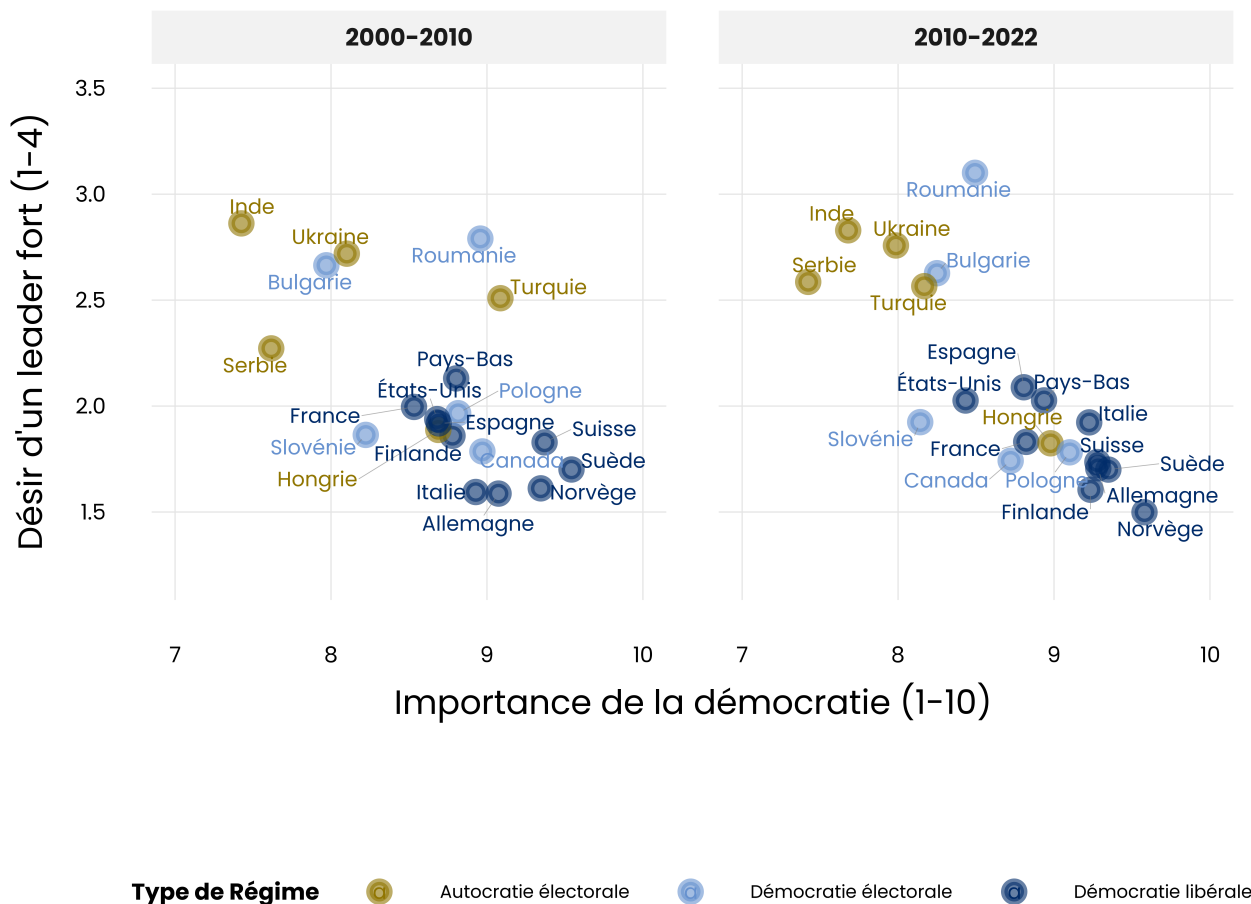 2000-2010
2010-2022
Désir d'un leader fort (1-4)
3.5
3.0
2.5
2.0
1.5
Inde
Ukraine
Bulgarie
Roumanie
Turquie
Serbie
Pays-Bas
États-Unis
Pologne
France
Espagne
Slovénie
Suisse
Finlande
Canada
Suède
Hongrie
Italie
Norvège
Allemagne
Roumanie
Inde
Ukraine
Serbie
Bulgarie
Turquie
Espagne
États-Unis
Pays-Bas
Hongrie
Italie
Slovénie
France
Suisse
Suède
Canada
Pologne
Allemagne
Finlande
Norvège
7 8 9 10
7 8 9 10
Importance de la démocratie (1-10)
Type de Régime
a Autocratie électorale
a Démocratie électorale
a Démocratie libérale